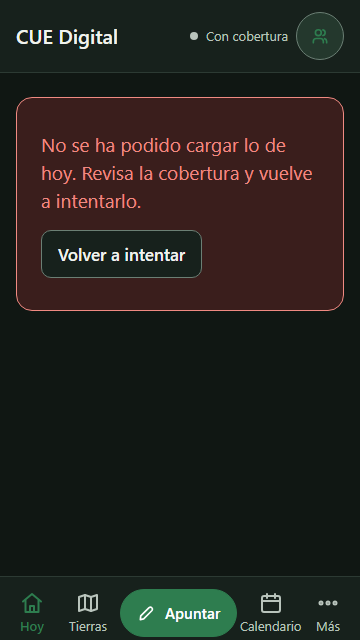 CUE Digital
Con cobertura
No se ha podido cargar lo de
hoy. Revisa la cobertura y vuelve
a intentarlo.
Volver a intentar
Hoy
Tierras
Apuntar
Calendario
Más